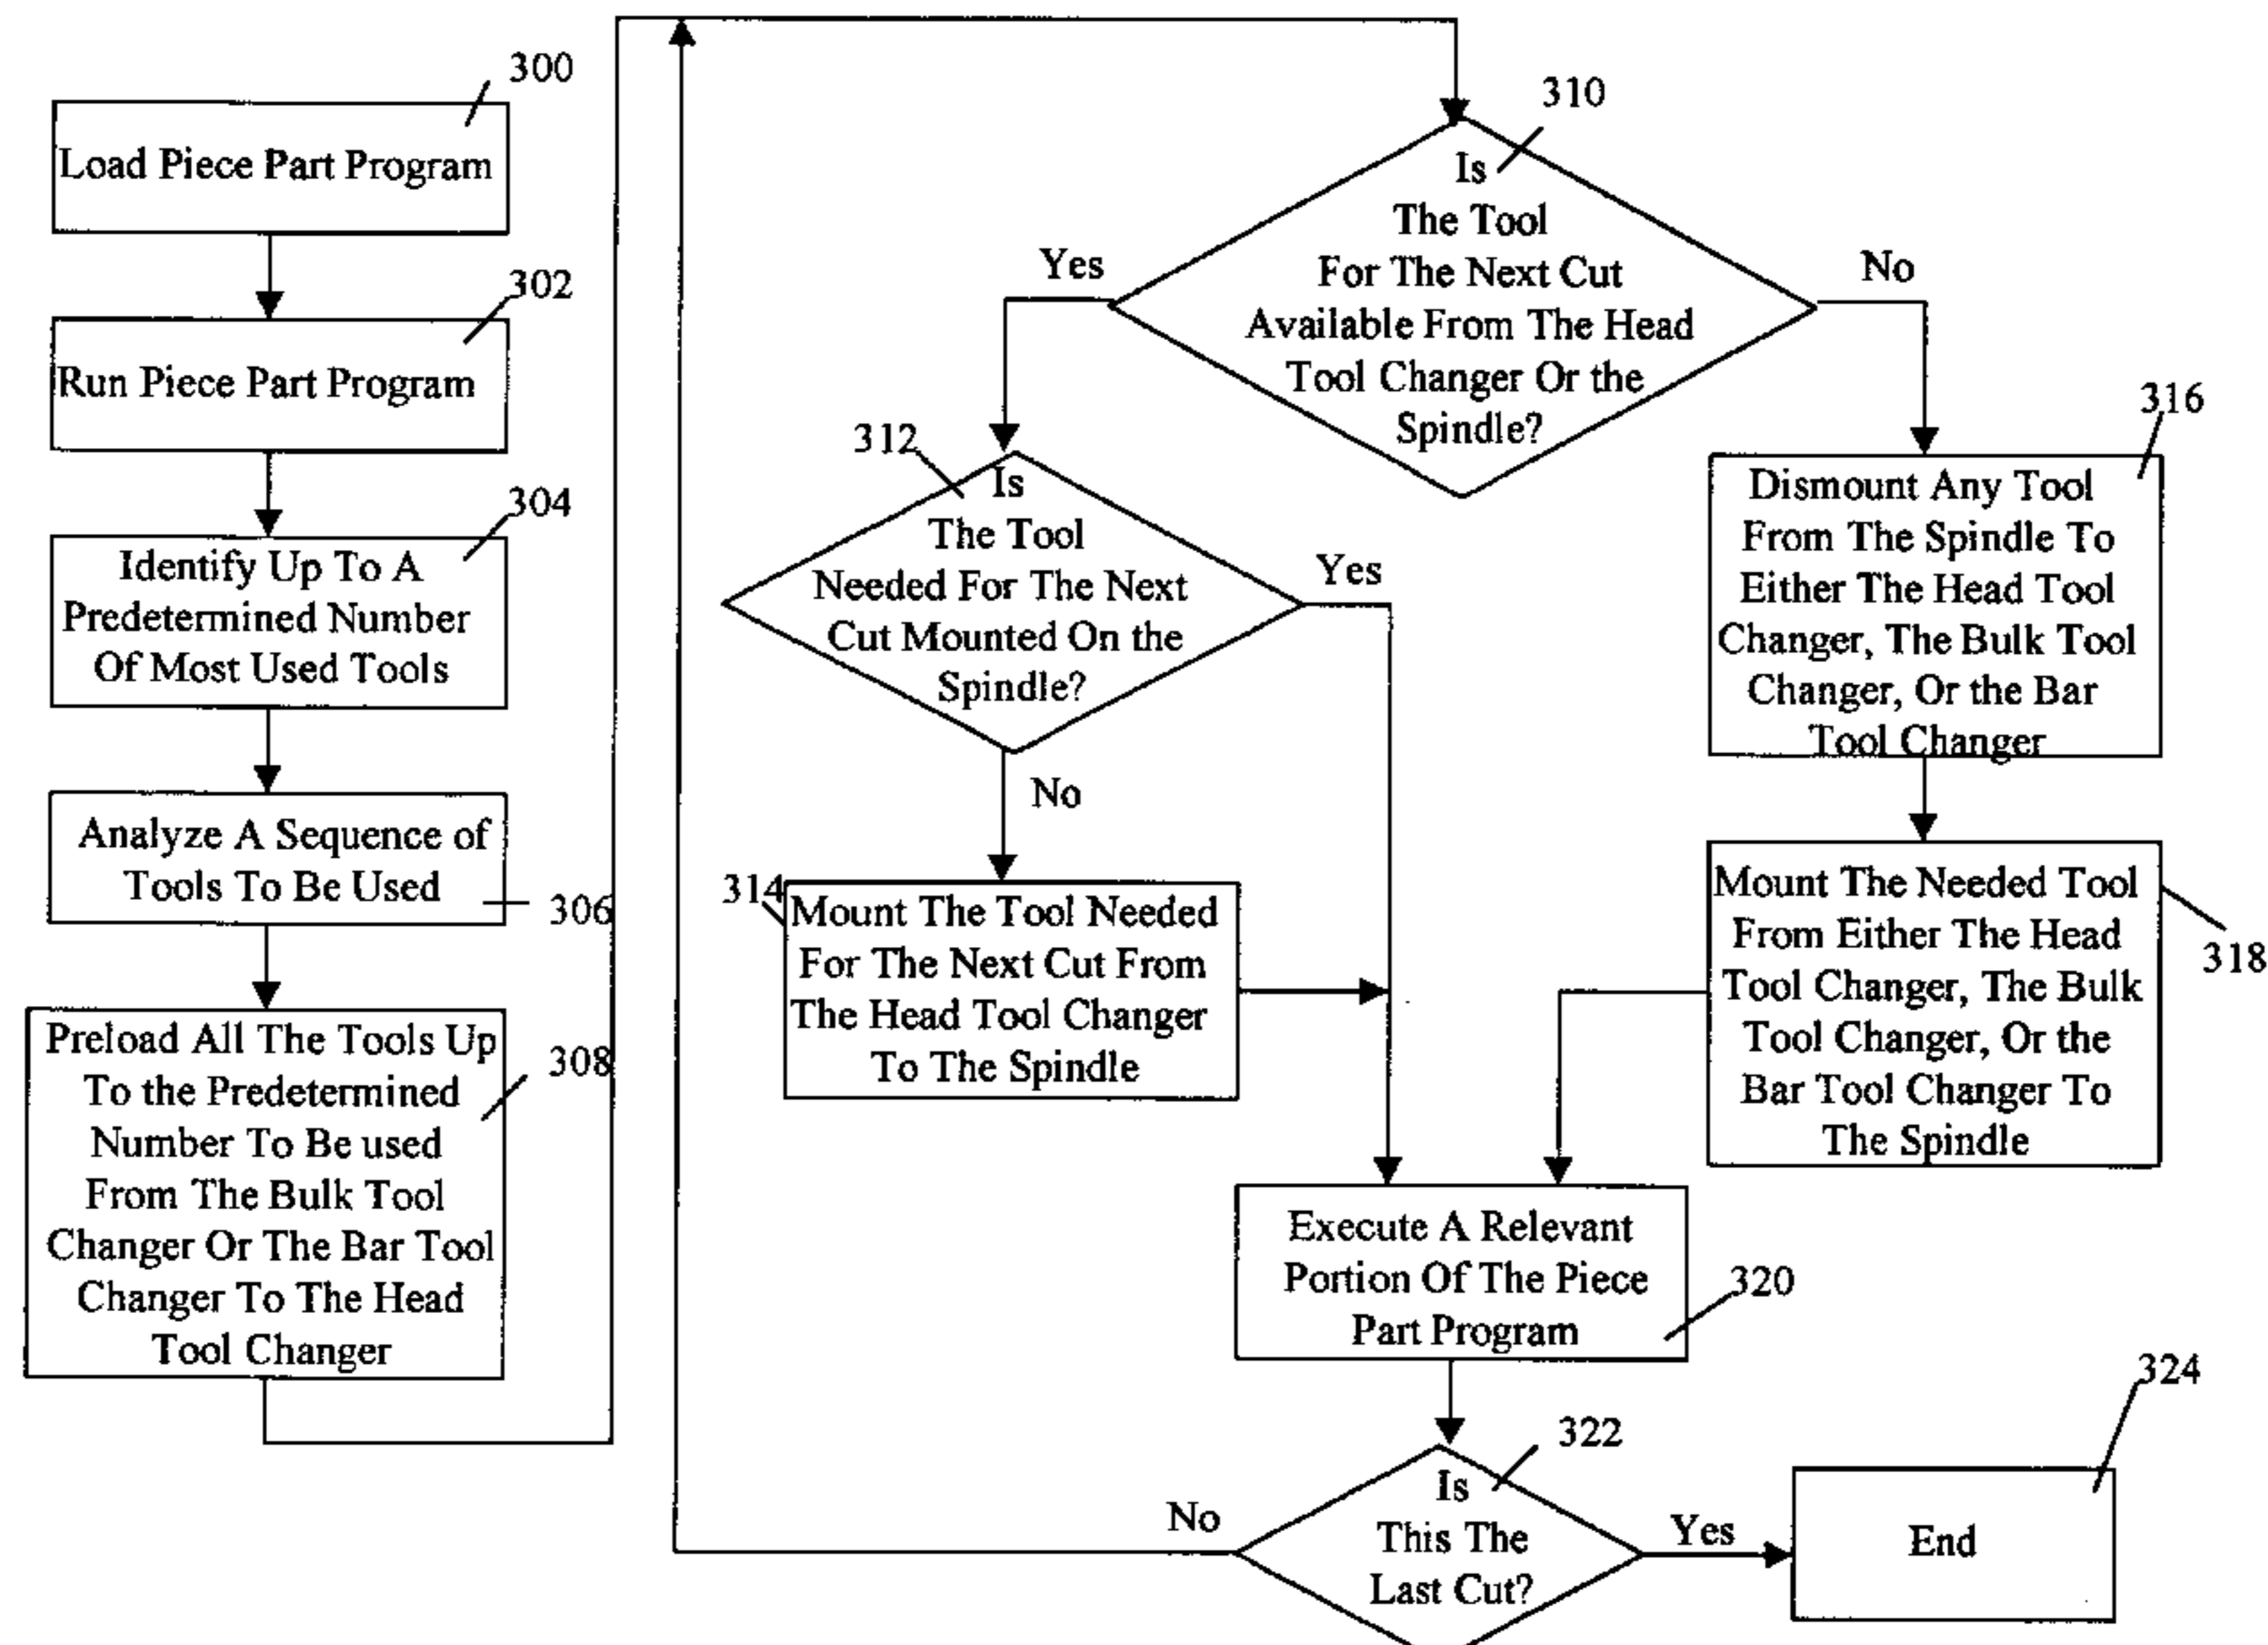 300
Load Piece Part Program
302
Run Piece Part Program
304
Identify Up To A
Predetermined Number
Of Most Used Tools
Analyze A Sequence of
Tools To Be Used
306
Preload All The Tools Up
To the Predetermined
Number To Be used
From The Bulk Tool
Changer Or The Bar Tool
Changer To The Head
Tool Changer
308
310
Is
The Tool
For The Next Cut
Available From The Head
Tool Changer Or the
Spindle?
Yes
No
312
Is
The Tool
Needed For The Next
Cut Mounted On the
Spindle?
Yes
No
314
Mount The Tool Needed
For The Next Cut From
The Head Tool Changer
To The Spindle
316
Dismount Any Tool
From The Spindle To
Either The Head Tool
Changer, The Bulk Tool
Changer, Or the Bar
Tool Changer
Mount The Needed Tool
From Either The Head
Tool Changer, The Bulk
Tool Changer, Or the
Bar Tool Changer To
The Spindle
318
Execute A Relevant
Portion Of The Piece
Part Program
320
322
Is
This The
Last Cut?
No
Yes
324
End